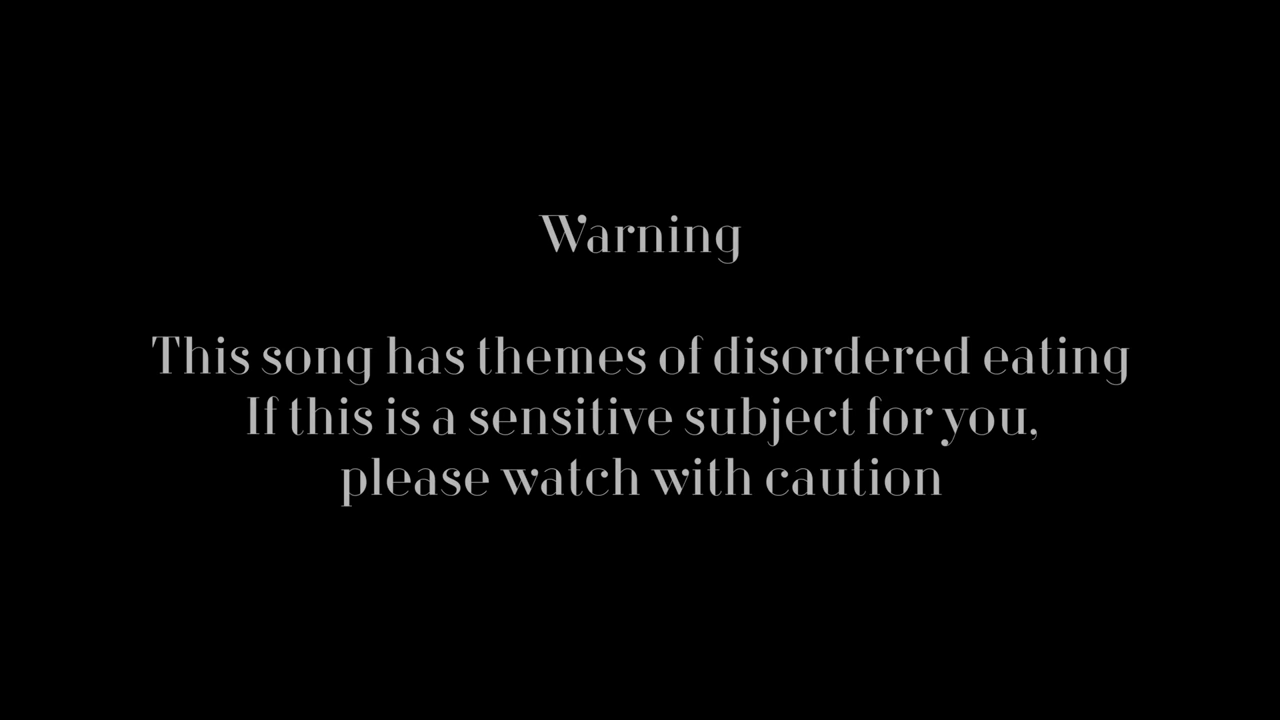 Warning
This song has themes of disordered eating
If this is a sensitive subject for you,
please watch with caution